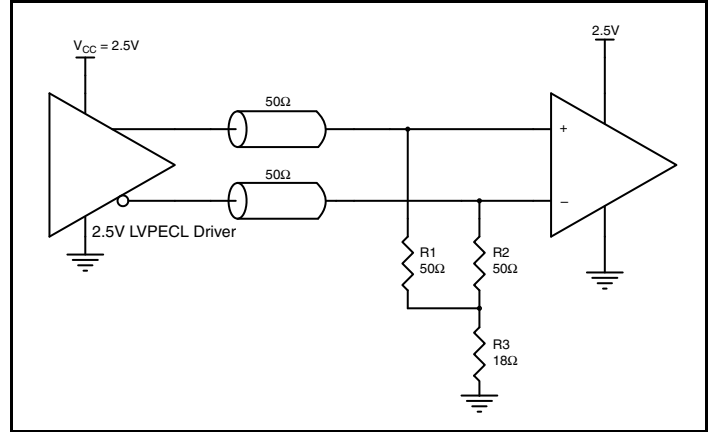 V_CC = 2.5V
2.5V
50Ω
+
50Ω
–
2.5V LVPECL Driver
R1
50Ω
R2
50Ω
R3
18Ω